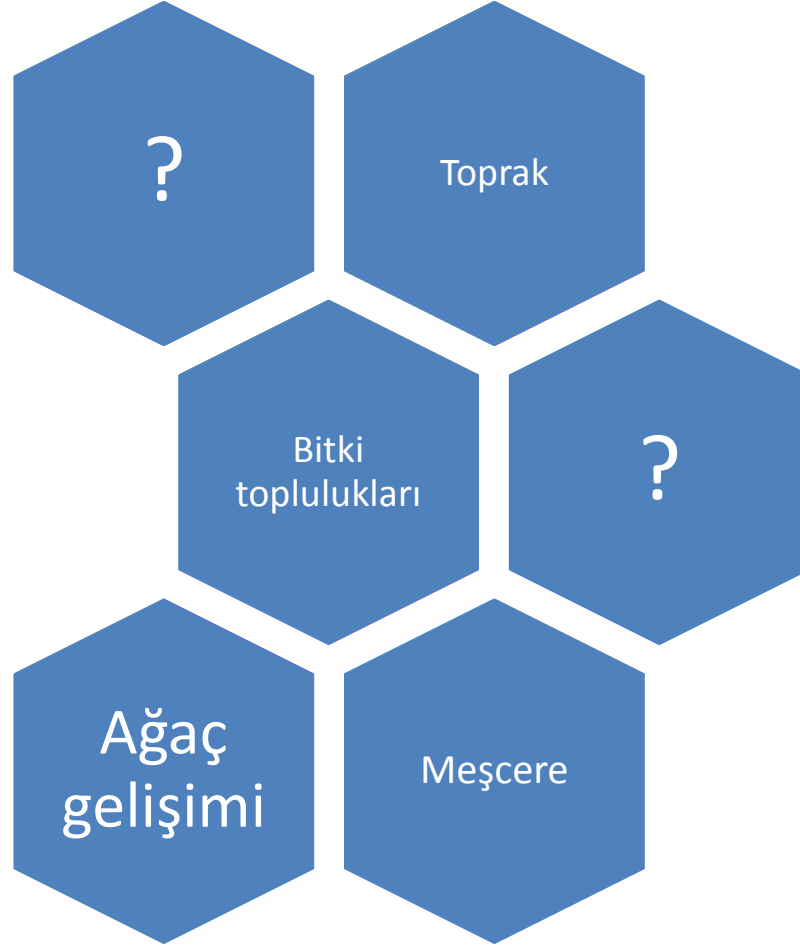 ?
Toprak
Bitki
toplulukları
?
Ağaç
gelişimi
Meşcere